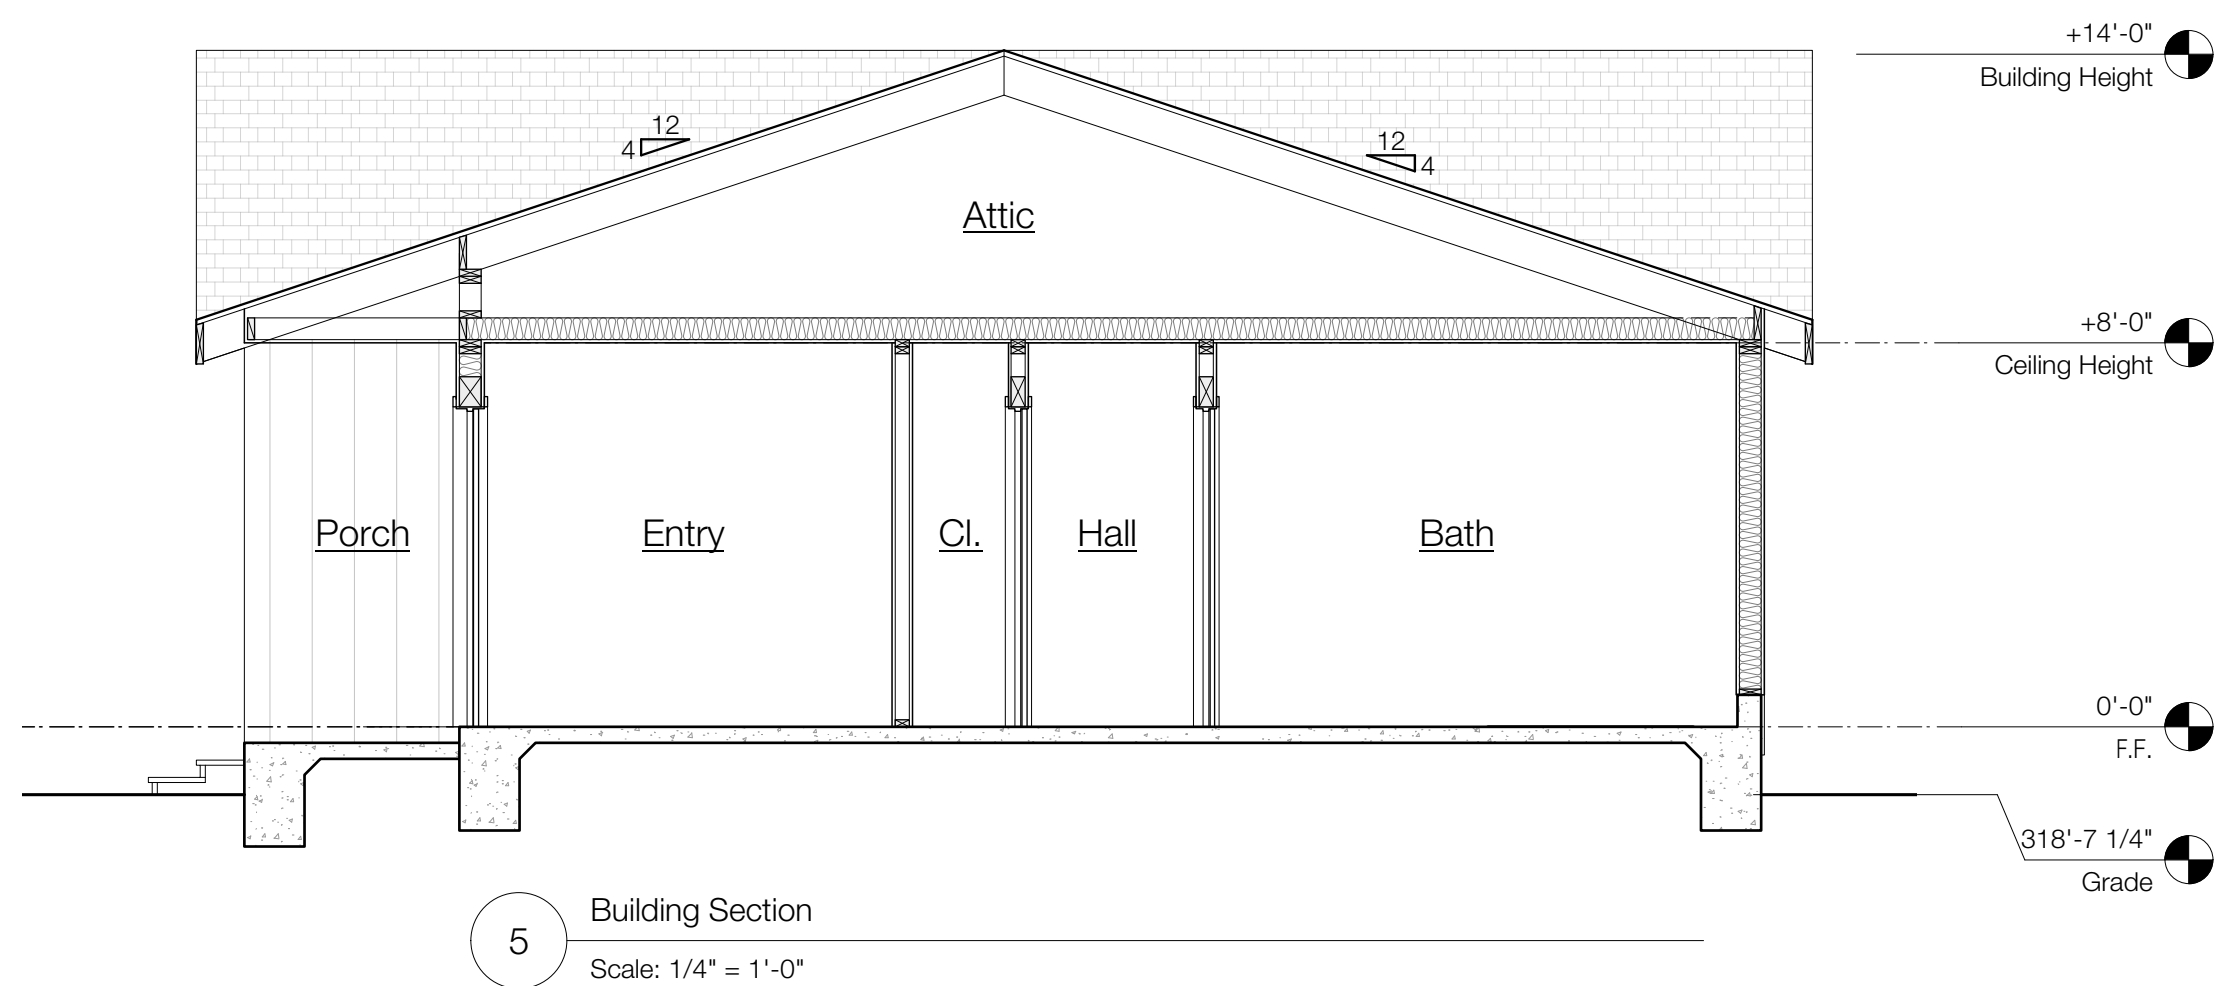 +14'-0"
Building Height
12
4
12
4
Attic
+8'-0"
Ceiling Height
Porch
Entry
Cl.
Hall
Bath
0'-0"
F.F.
318'-7 1/4"
Grade
5
Building Section
Scale: 1/4" = 1'-0"